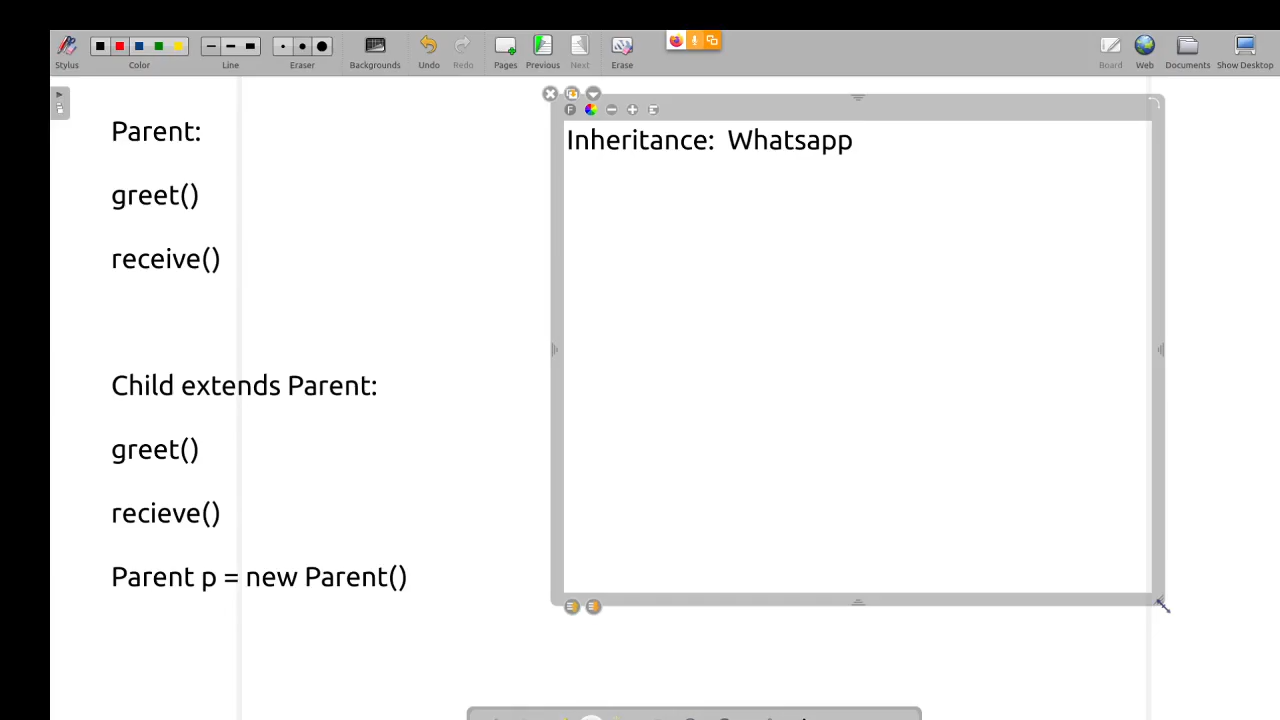 Stylus
Color
Line
Eraser
Backgrounds
Undo
Redo
Pages
Previous
Next
Erase
Board
Web
Documents
Show Desktop
Parent:
greet()
receive()
Child extends Parent:
greet()
recieve()
Parent p = new Parent()
F
Inheritance:  Whatsapp